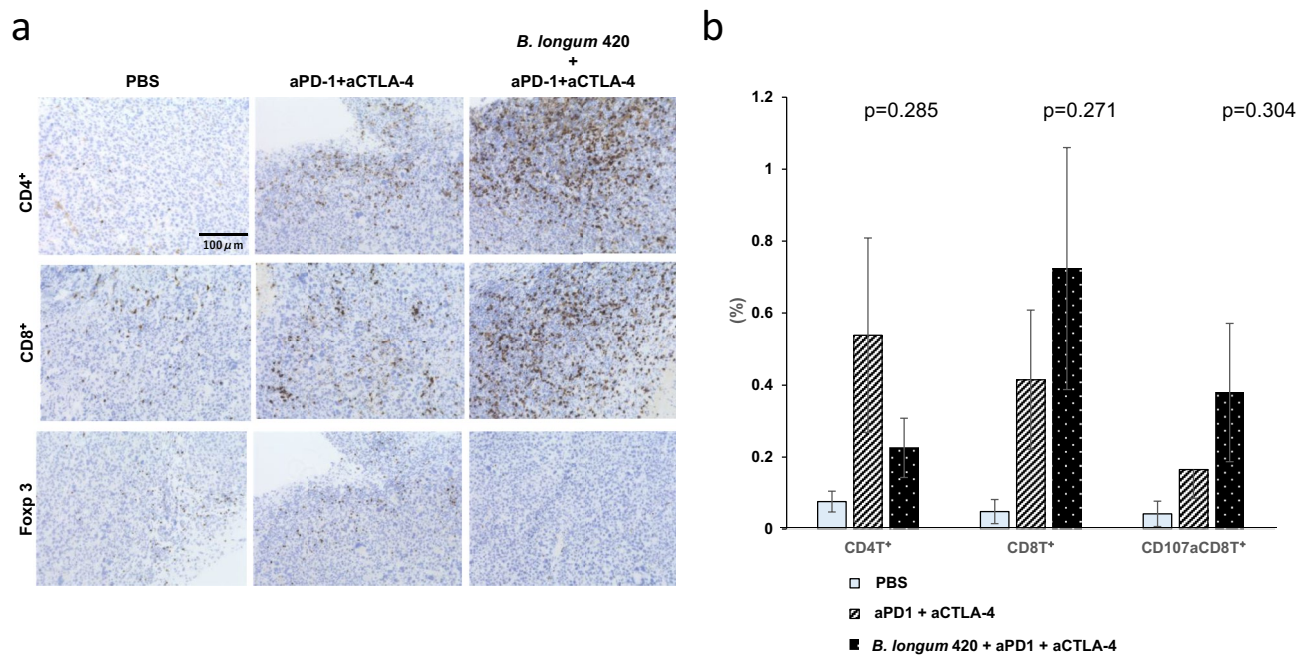 a
PBS
aPD-1+aCTLA-4
B. longum 420
+
aPD-1+aCTLA-4
CD4⁺
100 μm
CD8⁺
Foxp 3
b
1.2
1
0.8
0.6
0.4
0.2
0
(%)
p=0.285
p=0.271
p=0.304
CD4T⁺
CD8T⁺
CD107aCD8T⁺
PBS
aPD1 + aCTLA-4
B. longum 420 + aPD1 + aCTLA-4